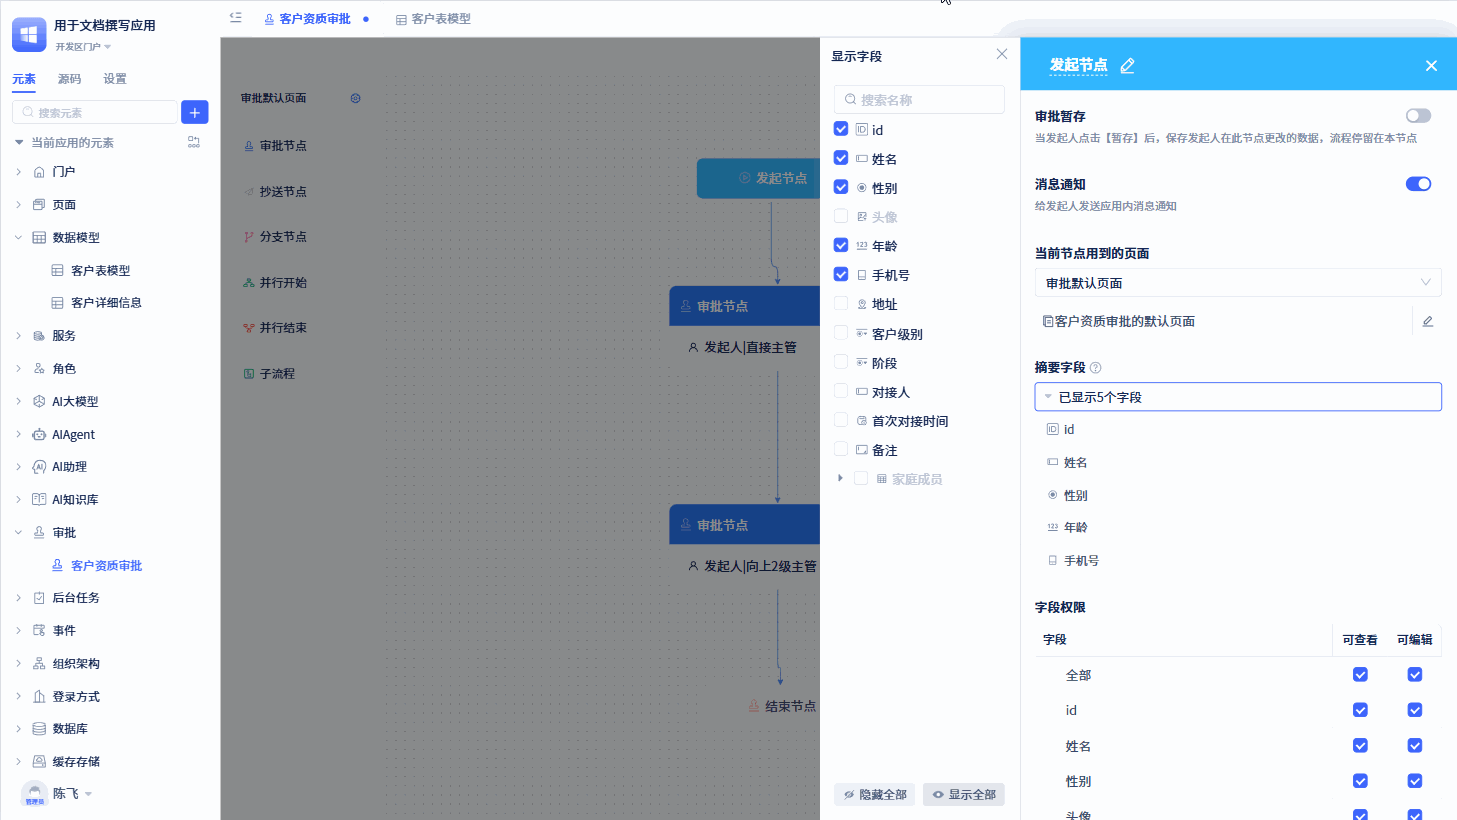 用于文档撰写应用
开发区门户
元素 源码 设置
搜索元素
当前应用的元素
门户
页面
数据模型
客户表模型
客户详细信息
服务
角色
AI大模型
AIAgent
AI助理
AI知识库
审批
客户资质审批
后台任务
事件
组织架构
登录方式
数据库
缓存存储
管理员
陈飞
客户资质审批 客户表模型
审批默认页面
审批节点
抄送节点
分支节点
并行开始
并行结束
子流程
发起节点
审批节点
发起人|直接主管
审批节点
发起人|向上2级主管
结束节点
显示字段
搜索名称
id
姓名
性别
头像
年龄
手机号
地址
客户级别
阶段
对接人
首次对接时间
备注
家庭成员
隐藏全部 显示全部
发起节点
审批暂存
当发起人点击【暂存】后，保存发起人在此节点更改的数据，流程停留在本节点
消息通知
给发起人发送应用内消息通知
当前节点用到的页面
审批默认页面
客户资质审批的默认页面
摘要字段
已显示5个字段
id
姓名
性别
年龄
手机号
字段权限
字段 可查看 可编辑
全部
id
姓名
性别
头像